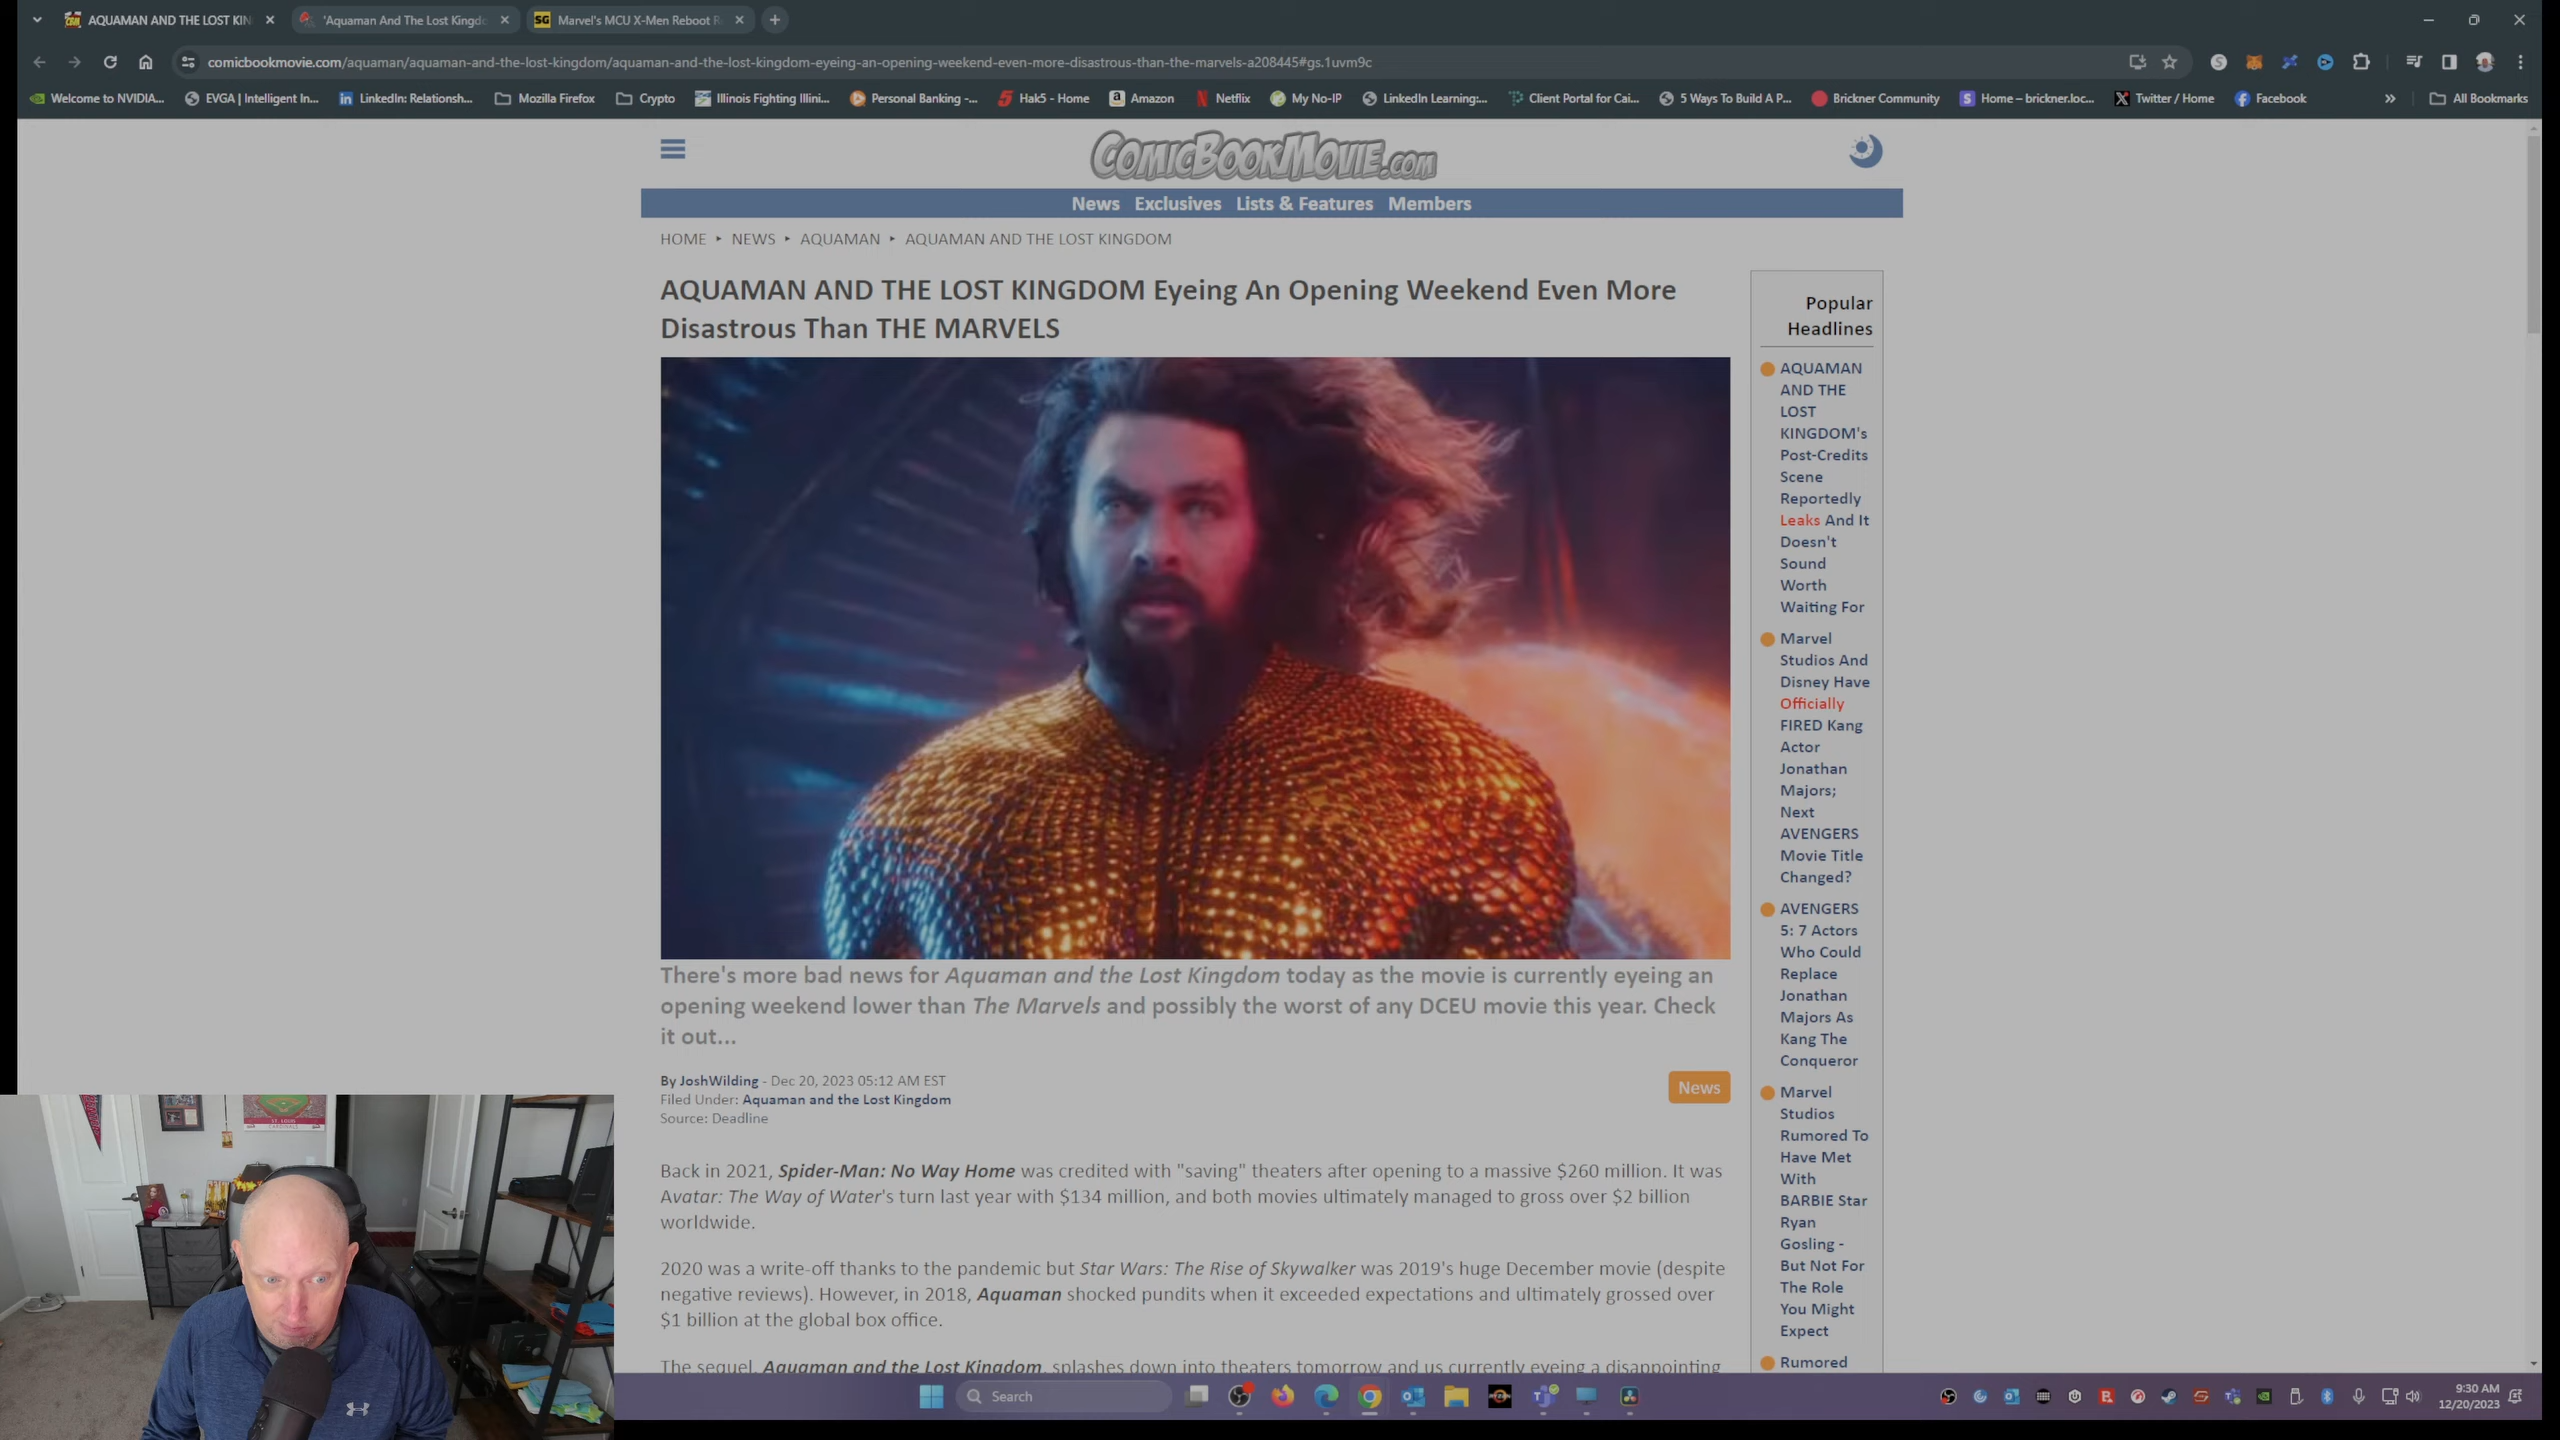 AQUAMAN AND THE LOST KIN
'Aquaman And The Lost Kingdo
SG Marvel's MCU X-Men Reboot R
comicbookmovie.com/aquaman/aquaman-and-the-lost-kingdom/aquaman-and-the-lost-kingdom-eyeing-an-opening-weekend-even-more-disastrous-than-the-marvels-a208445#gs.1uvm9c
Welcome to NVIDIA...
EVGA | Intelligent In...
LinkedIn: Relationsh...
Mozilla Firefox
Crypto
Illinois Fighting Illini...
Personal Banking -...
Hak5 - Home
Amazon
Netflix
My No-IP
LinkedIn Learning:...
Client Portal for Cai...
5 Ways To Build A P...
Brickner Community
Home – brickner.loc...
Twitter / Home
Facebook
All Bookmarks
COMICBOOKMOVIE.COM
News Exclusives Lists & Features Members
HOME ▸ NEWS ▸ AQUAMAN ▸ AQUAMAN AND THE LOST KINGDOM
AQUAMAN AND THE LOST KINGDOM Eyeing An Opening Weekend Even More
Disastrous Than THE MARVELS
There's more bad news for Aquaman and the Lost Kingdom today as the movie is currently eyeing an
opening weekend lower than The Marvels and possibly the worst of any DCEU movie this year. Check
it out...
By JoshWilding - Dec 20, 2023 05:12 AM EST
Filed Under: Aquaman and the Lost Kingdom
Source: Deadline
News
Back in 2021, Spider-Man: No Way Home was credited with "saving" theaters after opening to a massive $260 million. It was
Avatar: The Way of Water's turn last year with $134 million, and both movies ultimately managed to gross over $2 billion
worldwide.
2020 was a write-off thanks to the pandemic but Star Wars: The Rise of Skywalker was 2019's huge December movie (despite
negative reviews). However, in 2018, Aquaman shocked pundits when it exceeded expectations and ultimately grossed over
$1 billion at the global box office.
The sequel, Aquaman and the Lost Kingdom, splashes down into theaters tomorrow and us currently eyeing a disappointing
Popular
Headlines
AQUAMAN
AND THE
LOST
KINGDOM's
Post-Credits
Scene
Reportedly
Leaks And It
Doesn't
Sound
Worth
Waiting For
Marvel
Studios And
Disney Have
Officially
FIRED Kang
Actor
Jonathan
Majors;
Next
AVENGERS
Movie Title
Changed?
AVENGERS
5: 7 Actors
Who Could
Replace
Jonathan
Majors As
Kang The
Conqueror
Marvel
Studios
Rumored To
Have Met
With
BARBIE Star
Ryan
Gosling -
But Not For
The Role
You Might
Expect
Rumored
ST. LOUIS
CARDINALS
Search
9:30 AM
12/20/2023